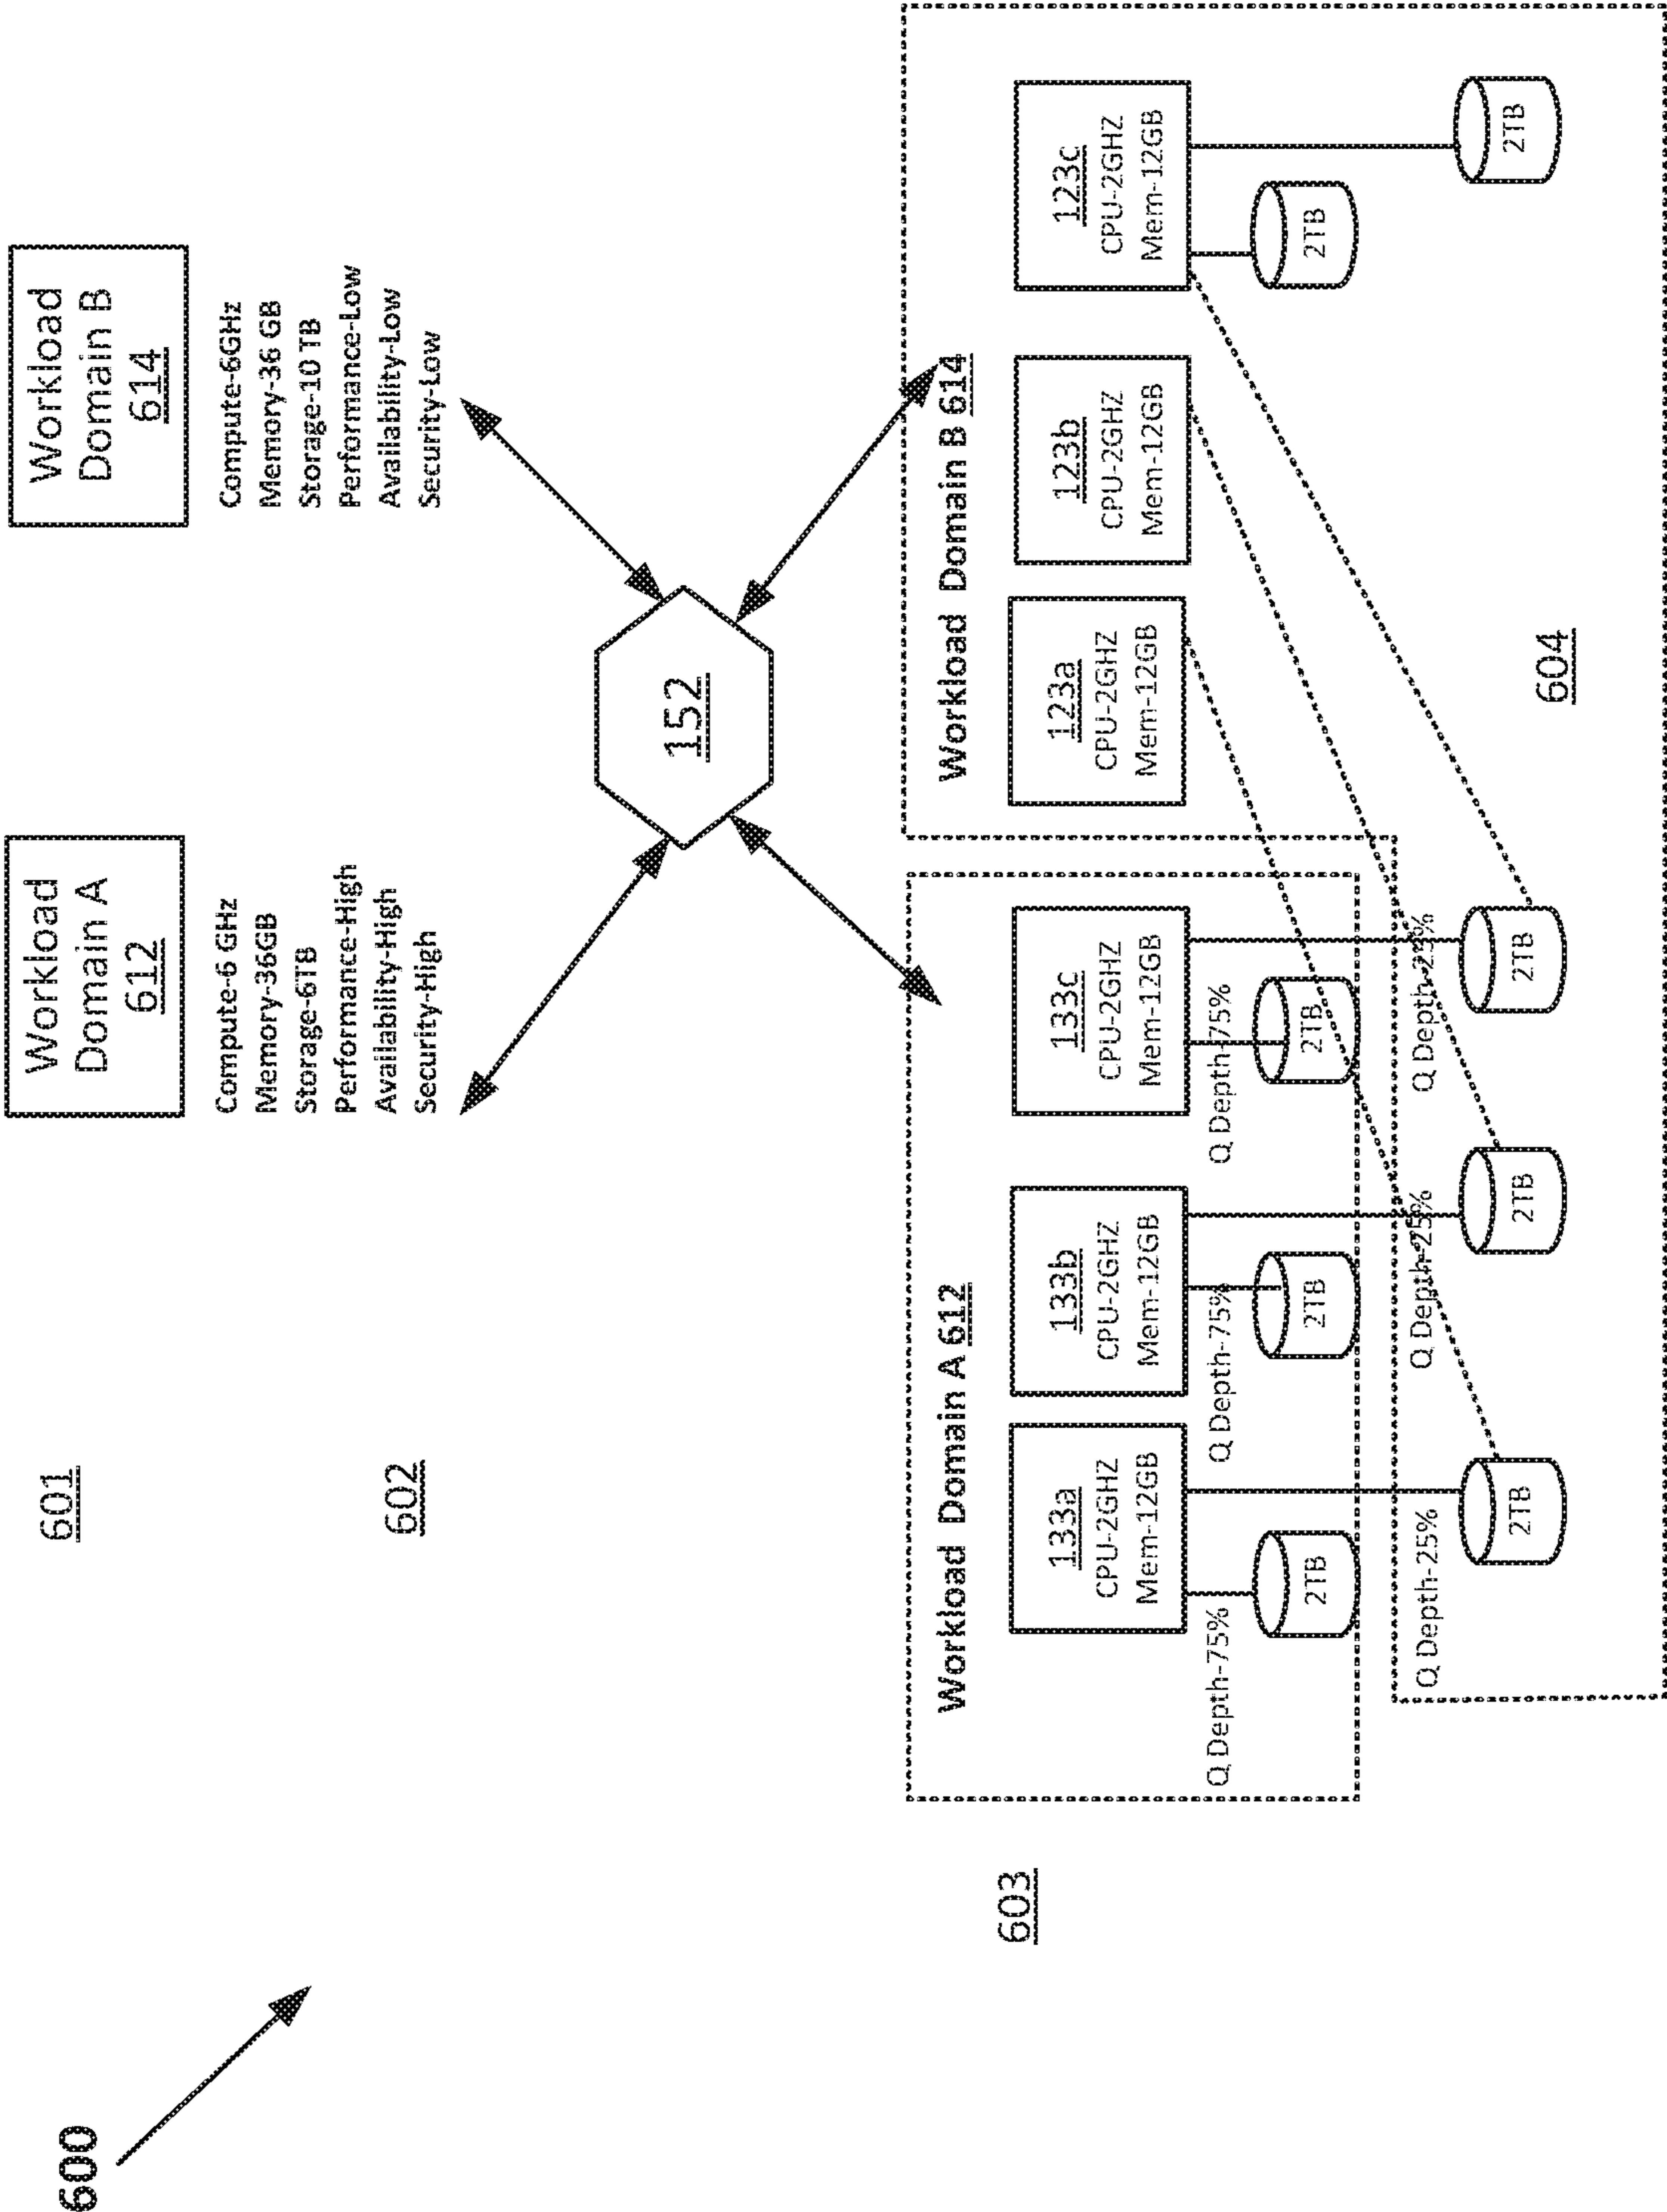 600
601
Workload
Domain A
612
Workload
Domain B
614
602
Compute-6 GHz
Memory-36GB
Storage-6TB
Performance-High
Availability-High
Security-High
Compute-6GHz
Memory-36 GB
Storage-10 TB
Performance-Low
Availability-Low
Security-Low
152
603
Workload Domain A 612
133a
CPU-2GHZ
Mem-12GB
133b
CPU-2GHZ
Mem-12GB
133c
CPU-2GHZ
Mem-12GB
Q Depth-75%
Q Depth-75%
Q Depth-75%
2TB
2TB
2TB
Workload Domain B 614
123a
CPU-2GHZ
Mem-12GB
123b
CPU-2GHZ
Mem-12GB
123c
CPU-2GHZ
Mem-12GB
2TB
Q Depth-25%
Q Depth-25%
Q Depth-25%
2TB
2TB
2TB
2TB
604